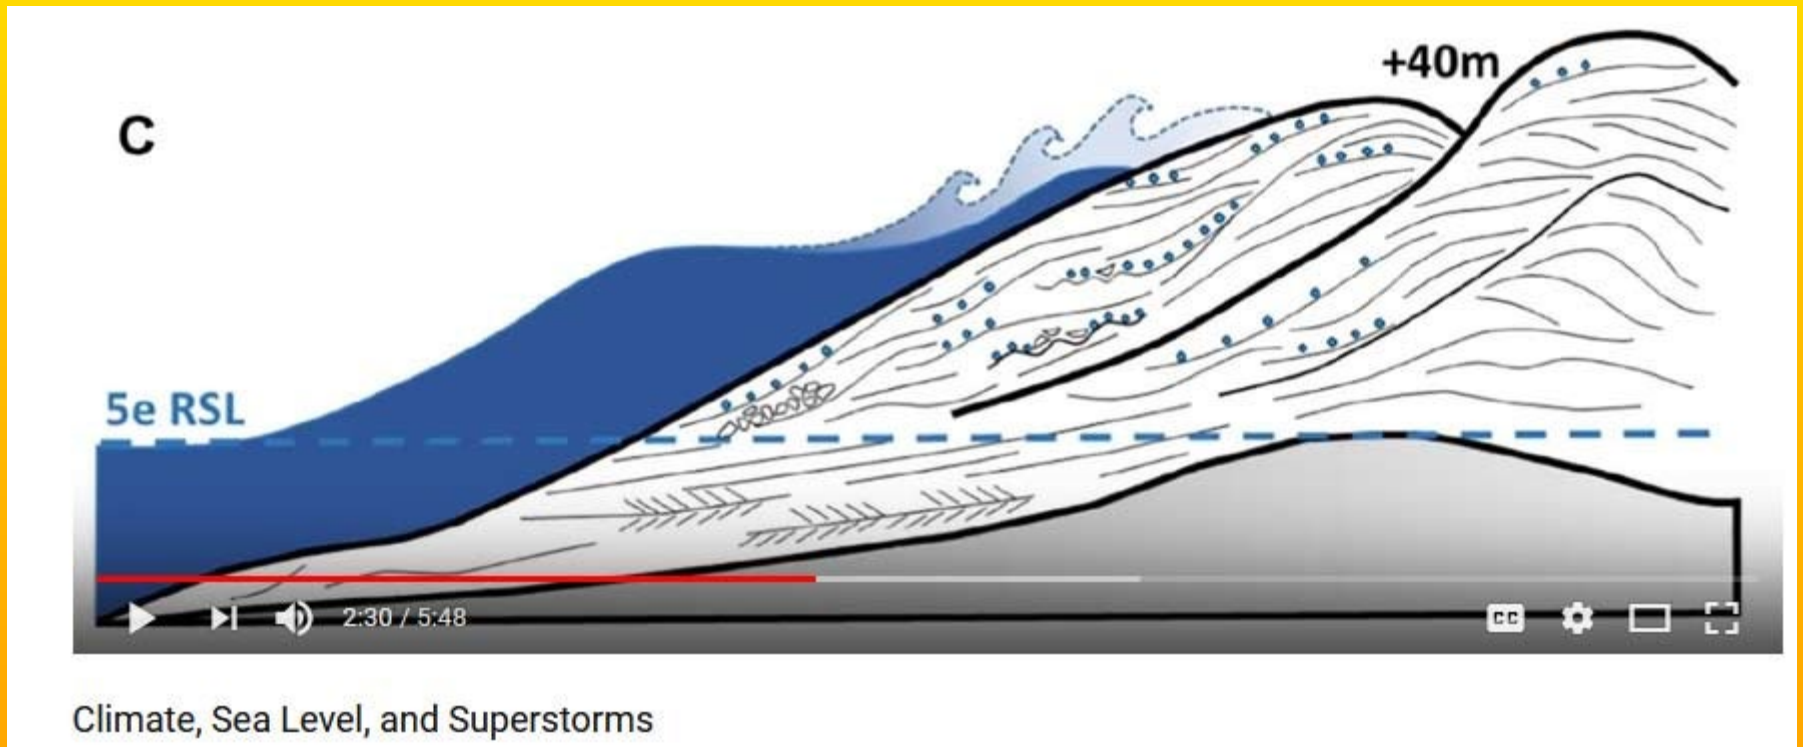 +40m
C
5e RSL
2:30 / 5:48
CC
Climate, Sea Level, and Superstorms